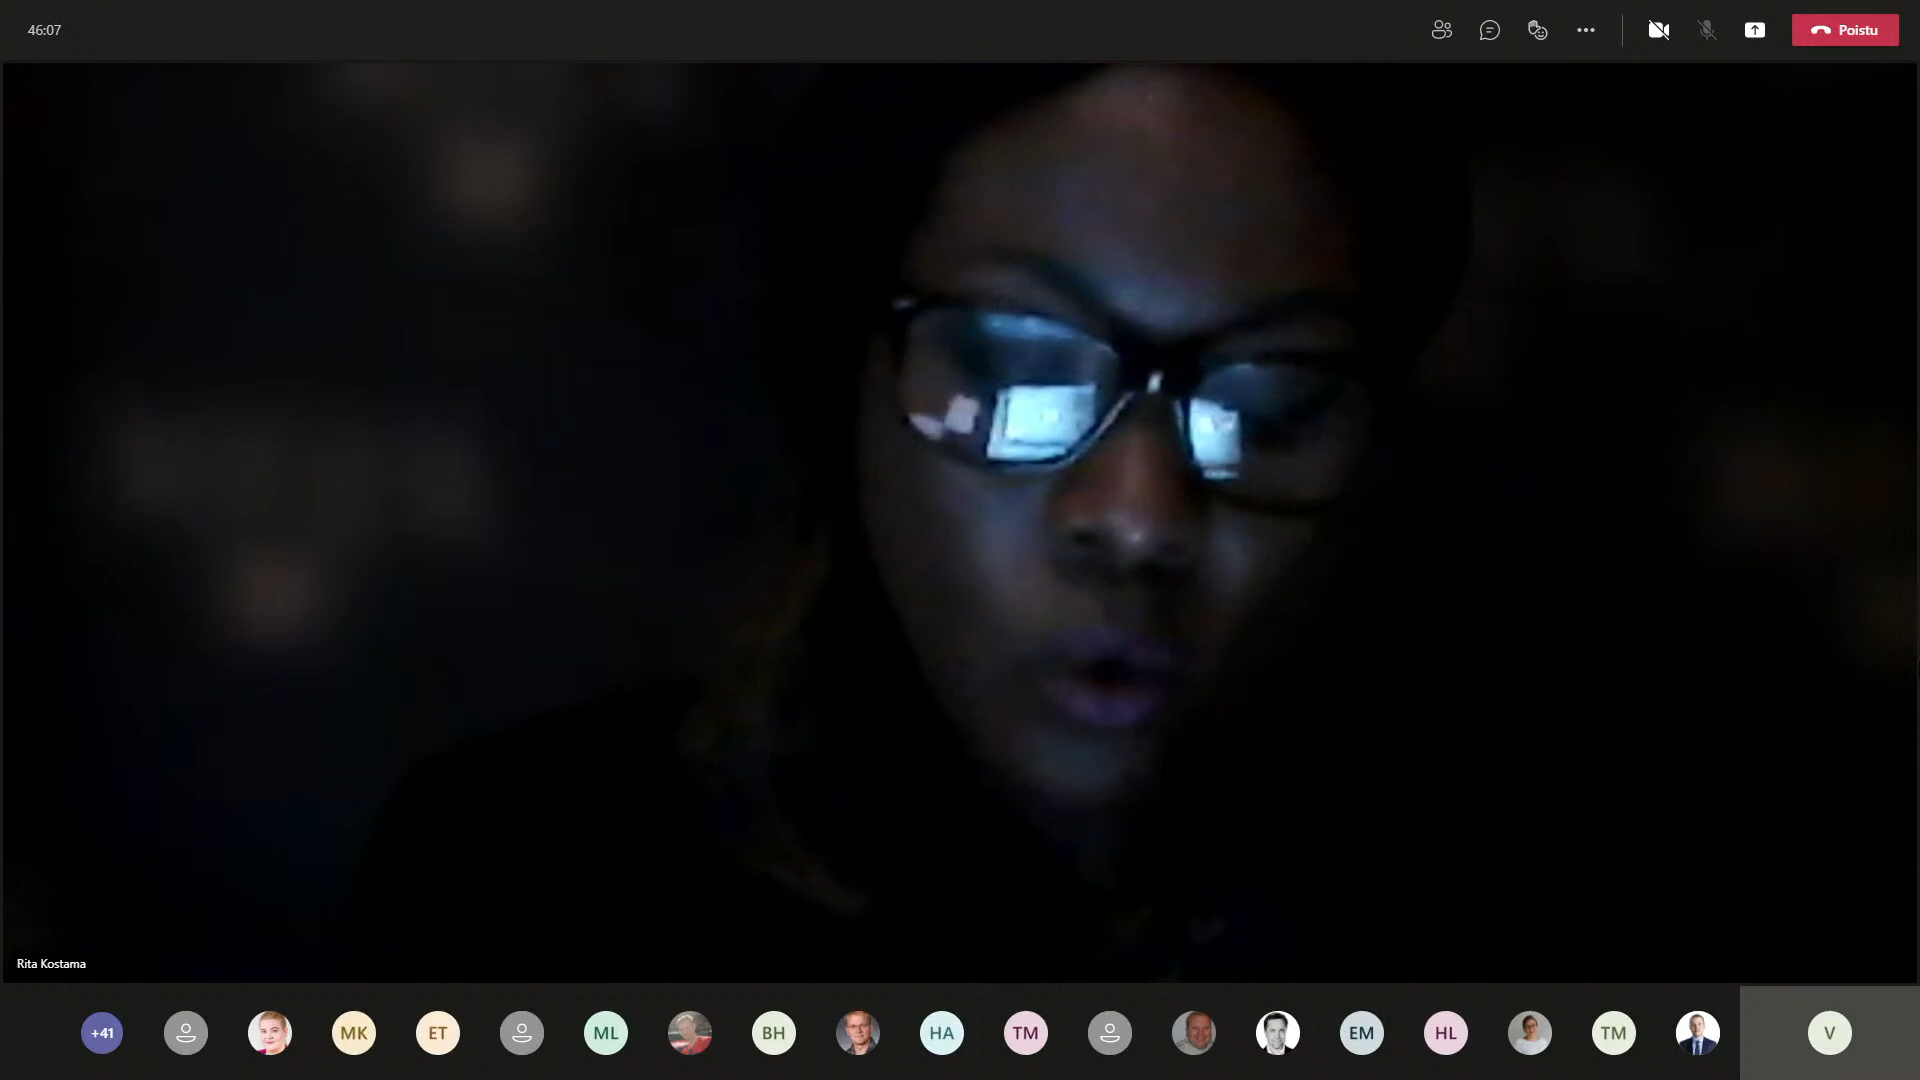 46:07
Poistu
Rita Kostama
+41
MK
ET
ML
BH
HA
TM
EM
HL
TM
V